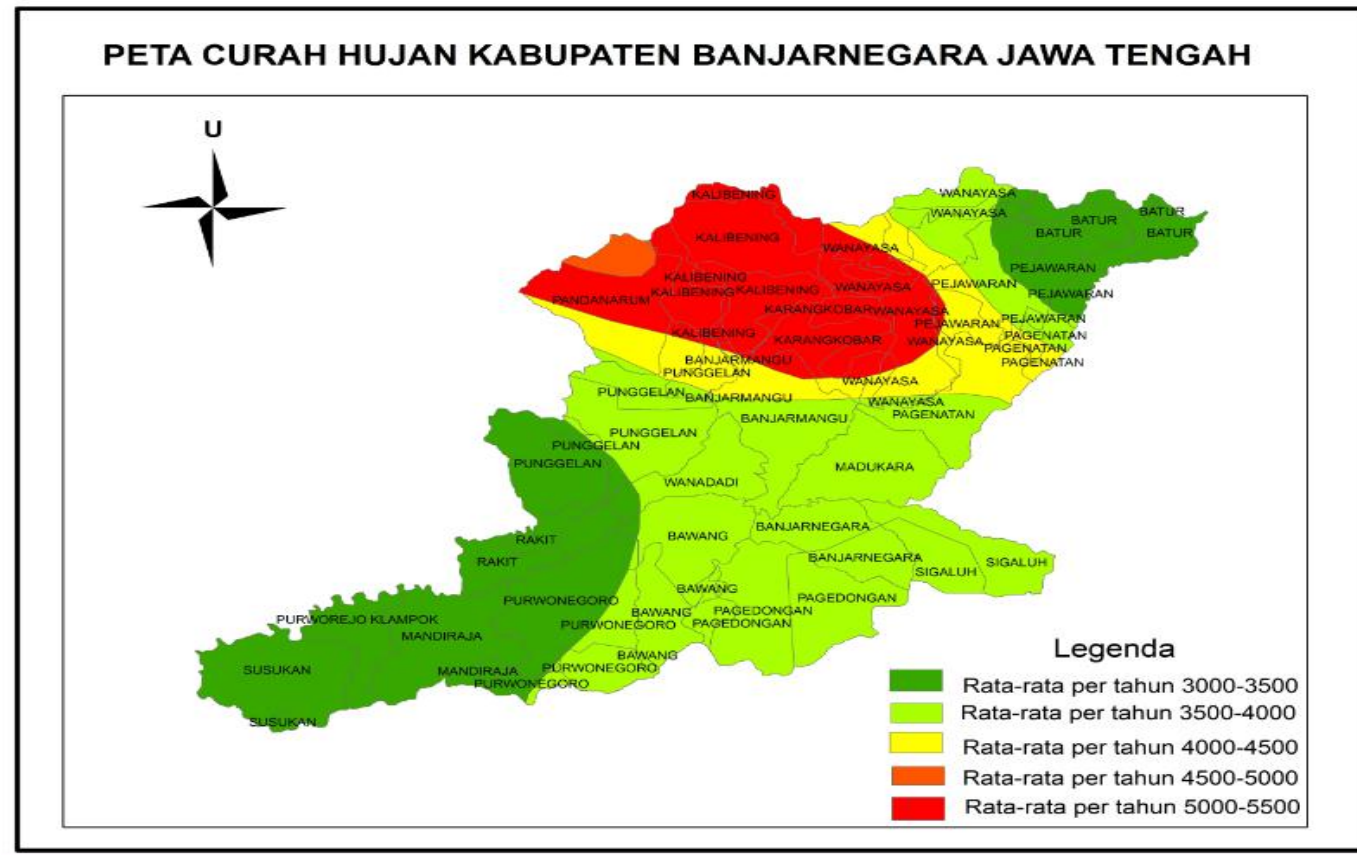 PETA CURAH HUJAN KABUPATEN BANJARNEGARA JAWA TENGAH
U
KALIBENING
WANAYASA
WANAYASA
BATUR
BATUR
BATUR
BATUR
KALIBENING
WANAYASA
PEJAWARAN
KALIBENING
KALIBENING
KALIBENING
WANAYASA
PEJAWARAN
PEJAWARAN
PANDANARUM
KARANGKOBAR
WANAYASA
PEJAWARAN
PEJAWARAN
KALIBENING
KARANGKOBAR
WANAYASA
PAGENATAN
PAGENATAN
PAGENATAN
BANJARMANGU
PUNGGELAN
WANAYASA
PUNGGELAN
BANJARMANGU
WANAYASA
PAGENATAN
BANJARMANGU
PUNGGELAN
PUNGGELAN
PUNGGELAN
MADUKARA
WANADADI
BANJARNEGARA
BAWANG
RAKIT
RAKIT
BANJARNEGARA
SIGALUH
SIGALUH
BAWANG
PURWONEGORO
PAGEDONGAN
BAWANG
PAGEDONGAN
PURWOREJO KLAMPOK
PURWONEGORO
PAGEDONGAN
MANDIRAJA
BAWANG
SUSUKAN
MANDIRAJA
PURWONEGORO
PURWONEGORO
SUSUKAN
Legenda
Rata-rata per tahun 3000-3500
Rata-rata per tahun 3500-4000
Rata-rata per tahun 4000-4500
Rata-rata per tahun 4500-5000
Rata-rata per tahun 5000-5500